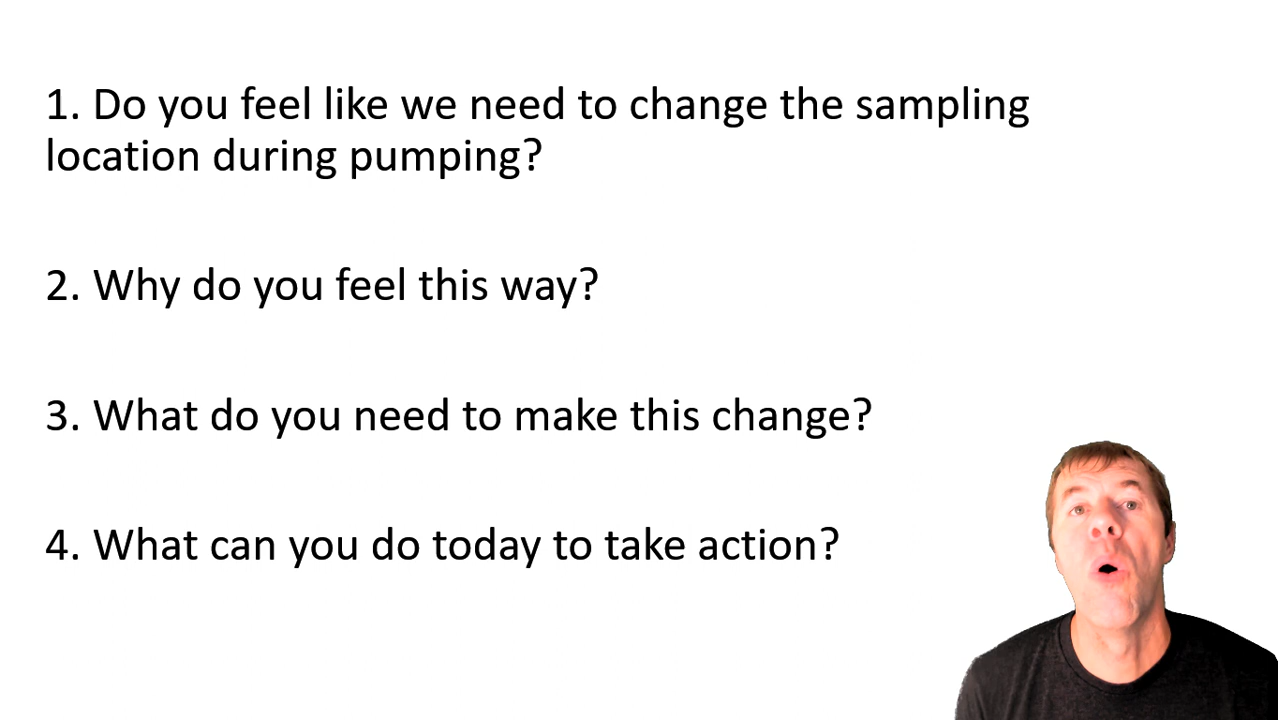 1. Do you feel like we need to change the sampling
location during pumping?
2. Why do you feel this way?
3. What do you need to make this change?
4. What can you do today to take action?